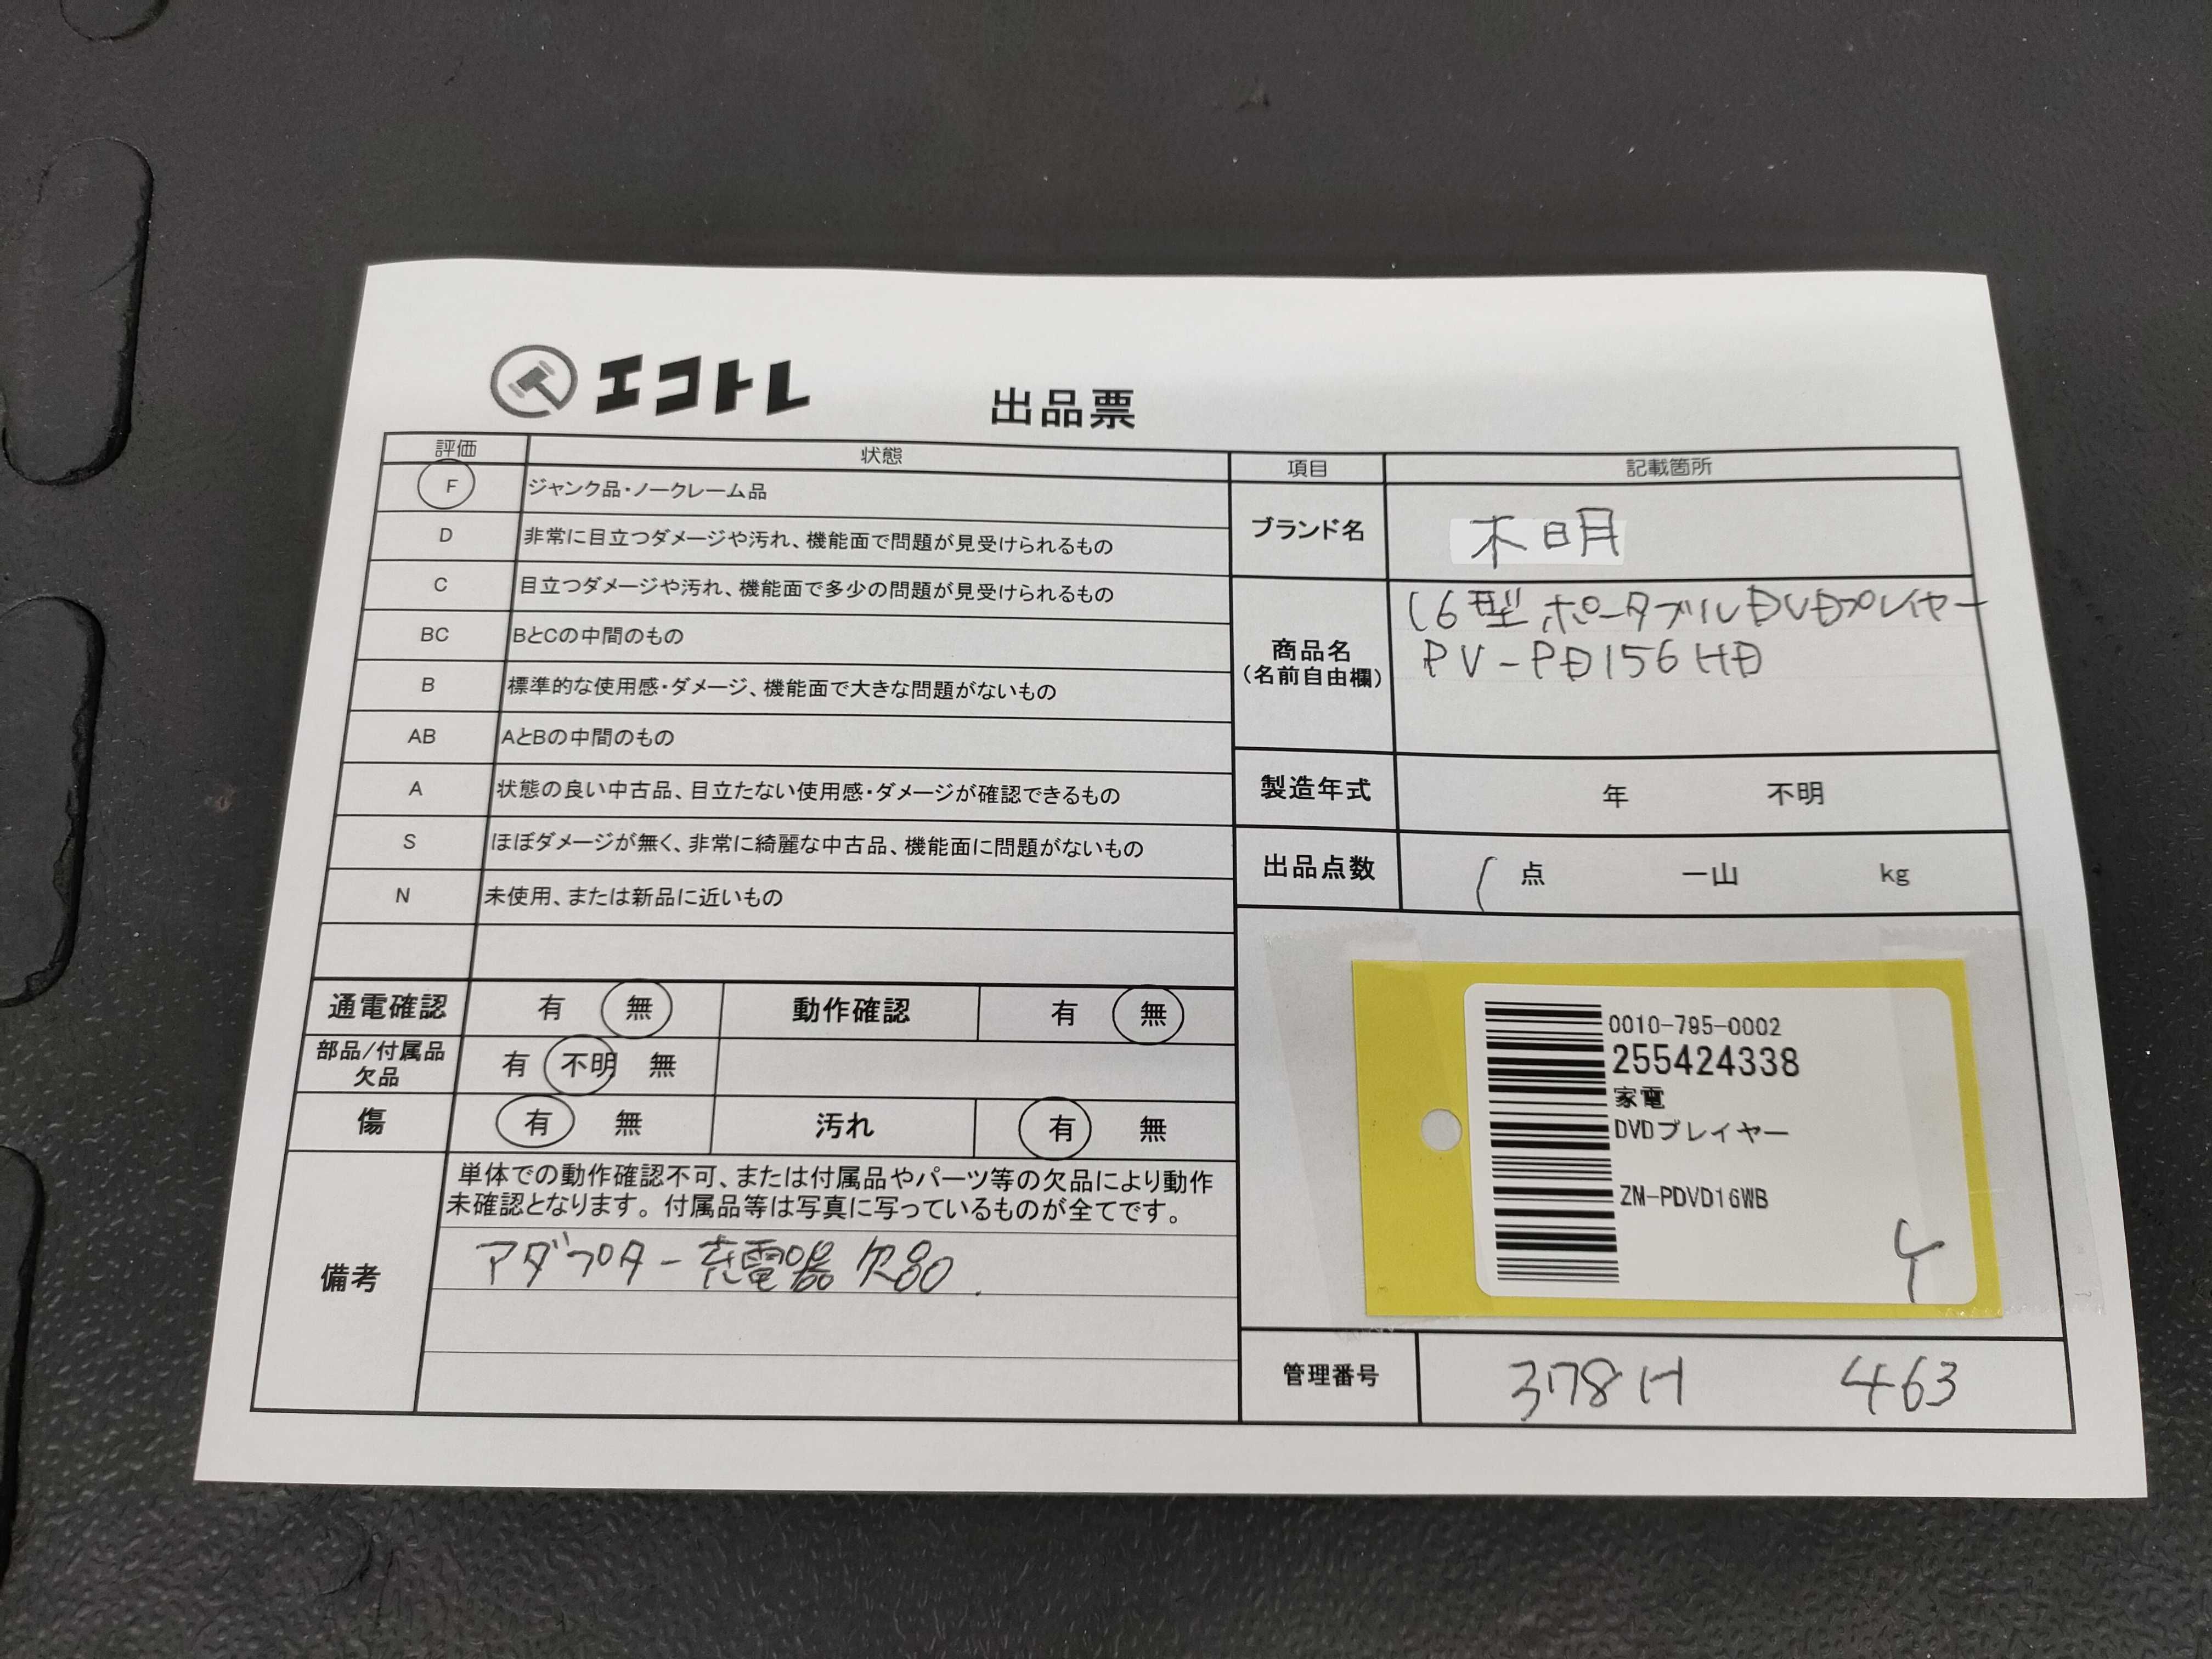 エコトレ
出品票
評価 状態
F ジャンク品・ノークレーム品
D 非常に目立つダメージや汚れ、機能面で問題が見受けられるもの
C 目立つダメージや汚れ、機能面で多少の問題が見受けられるもの
BC BとCの中間のもの
B 標準的な使用感・ダメージ、機能面で大きな問題がないもの
AB AとBの中間のもの
A 状態の良い中古品、目立たない使用感・ダメージが確認できるもの
S ほぼダメージが無く、非常に綺麗な中古品、機能面に問題がないもの
N 未使用、または新品に近いもの
通電確認 有 無 動作確認 有 無
部品/付属品
欠品
有 不明 無
傷 有 無 汚れ 有 無
備考
単体での動作確認不可、または付属品やパーツ等の欠品により動作
未確認となります。付属品等は写真に写っているものが全てです。
アダプター充電器欠品.
項目 記載箇所
ブランド名 不明
商品名
(名前自由欄)
16型ポータブルDVDプレイヤー
PV-PD156HD
製造年式 年 不明
出品点数 1 点 一山 kg
0010-795-0002
255424338
家電
DVDプレイヤー
ZM-PDVD16WB
管理番号 378H 463